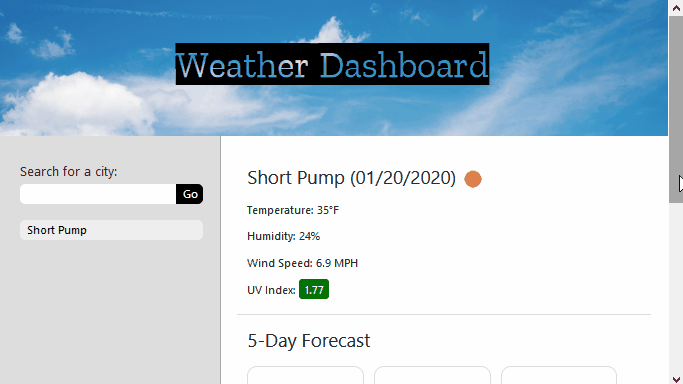 Weather Dashboard
Search for a city:
Go
Short Pump
Short Pump (01/20/2020)
Temperature: 35°F
Humidity: 24%
Wind Speed: 6.9 MPH
UV Index: 1.77
5-Day Forecast